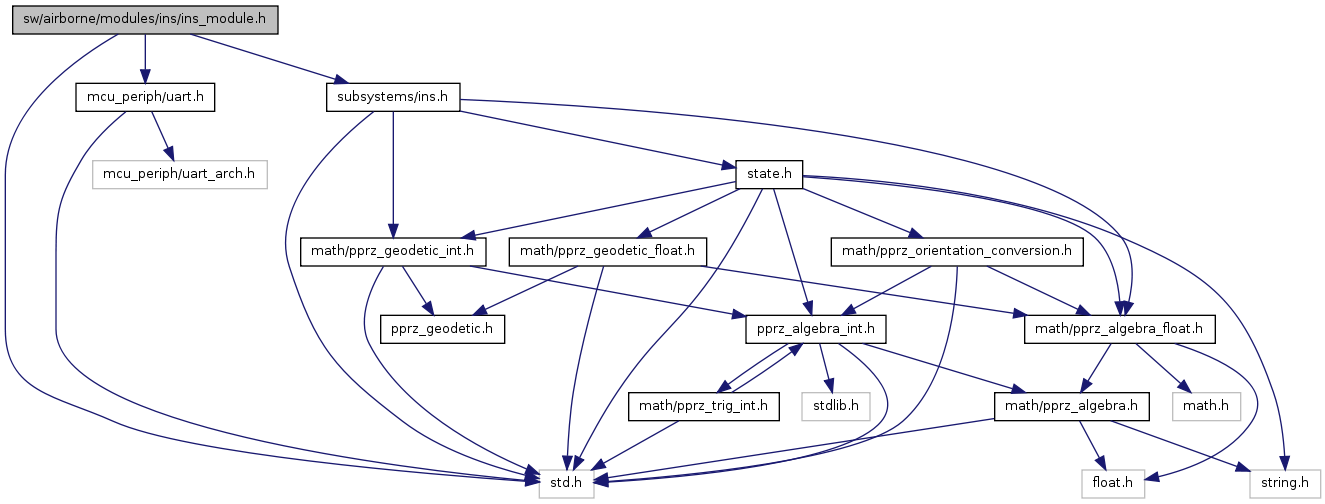 sw/airborne/modules/ins/ins_module.h
mcu_periph/uart.h
subsystems/ins.h
mcu_periph/uart_arch.h
state.h
math/pprz_geodetic_int.h
math/pprz_geodetic_float.h
math/pprz_orientation_conversion.h
pprz_geodetic.h
pprz_algebra_int.h
math/pprz_algebra_float.h
math/pprz_trig_int.h
stdlib.h
math/pprz_algebra.h
math.h
std.h
float.h
string.h